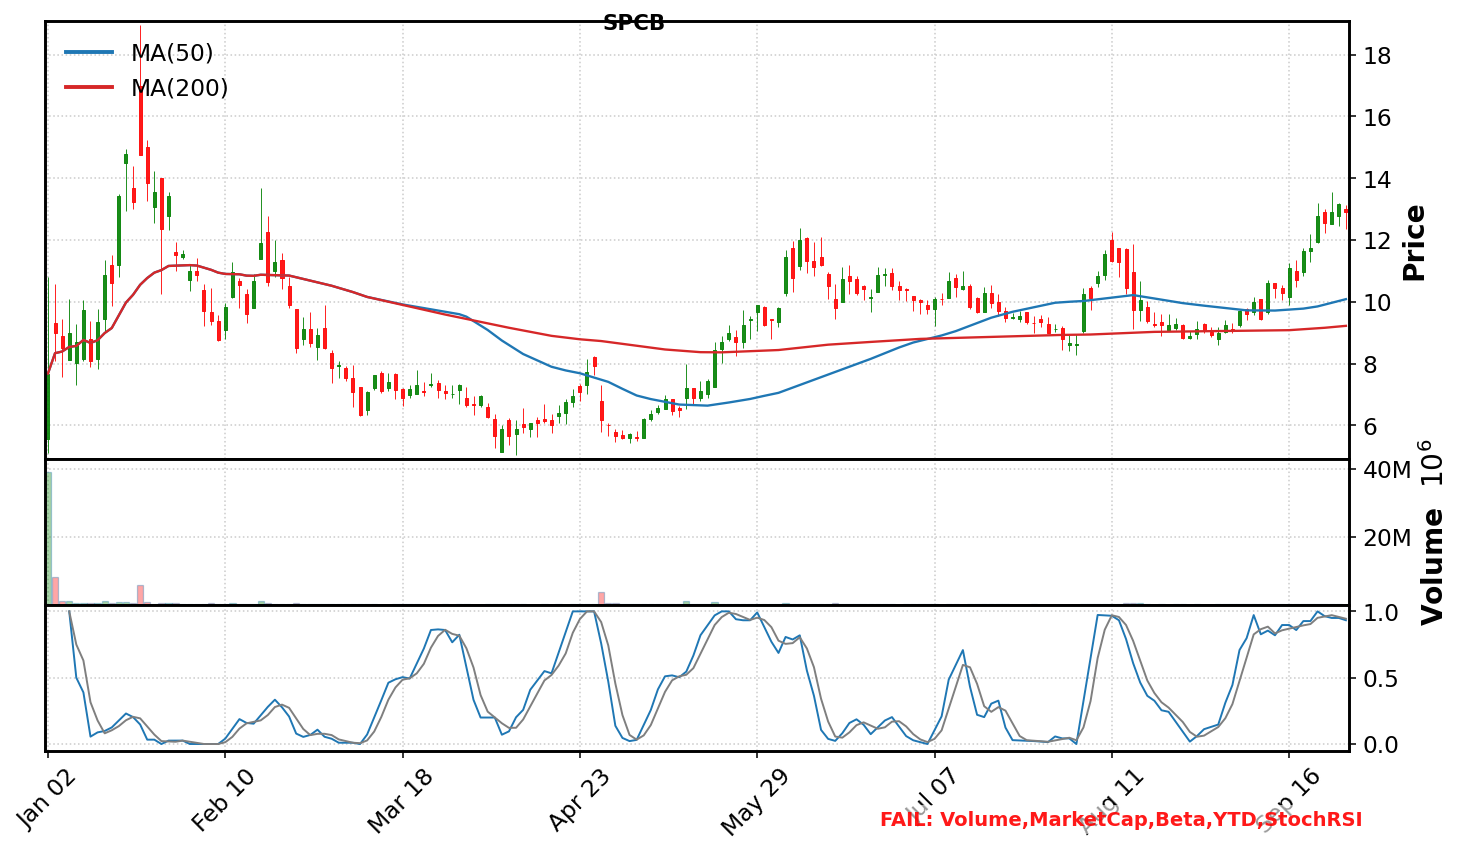 SPCB
MA(50)
MA(200)
18
16
14
12
10
8
6
Price
40M
20M
Volume 10^6
1.0
0.5
0.0
Jan 02
Feb 10
Mar 18
Apr 23
May 29
Jul 07
Aug 11
Sep 16
FAIL: Volume,MarketCap,Beta,YTD,StochRSI